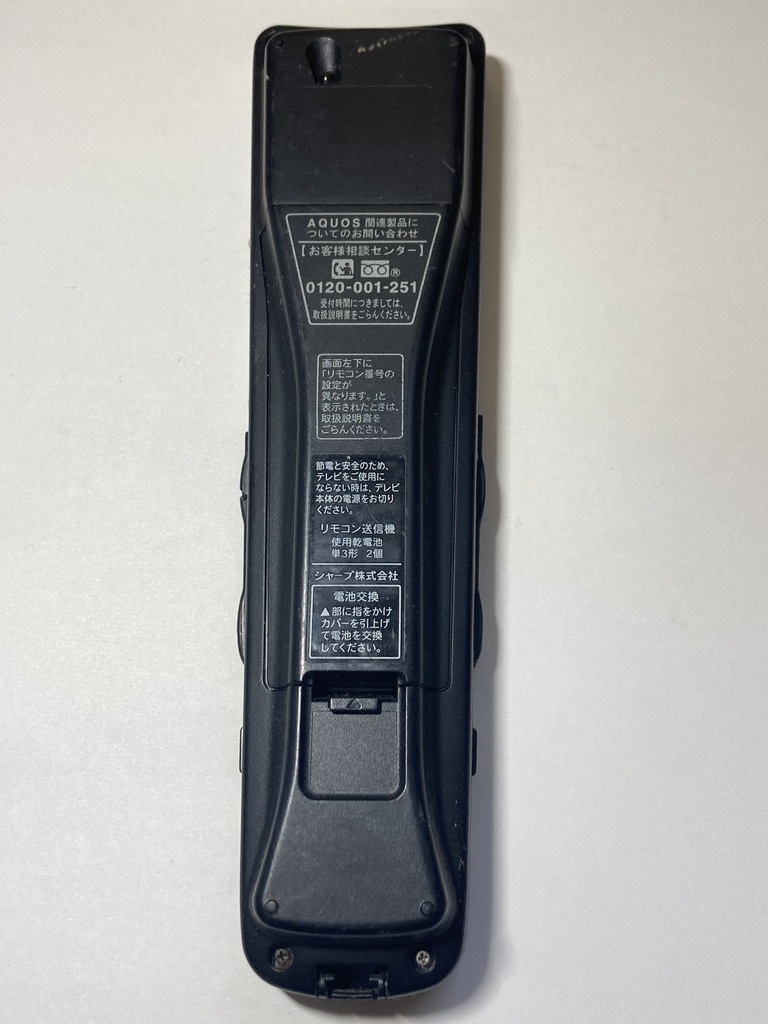 AQUOS 関連製品に
ついてのお問い合わせ
【お客様相談センター】
®
0120-001-251
受付時間につきましては、
取扱説明書をごらんください。
画面左下に
「リモコン番号の
設定が
異なります。」と
表示されたときは、
取扱説明書を
ごらんください。
節電と安全のため、
テレビをご使用に
ならない時は、テレビ
本体の電源をお切り
ください。
リモコン送信機
使用乾電池
単3形 2個
シャープ株式会社
電池交換
▲部に指をかけ
カバーを引上げ
て電池を交換
してください。